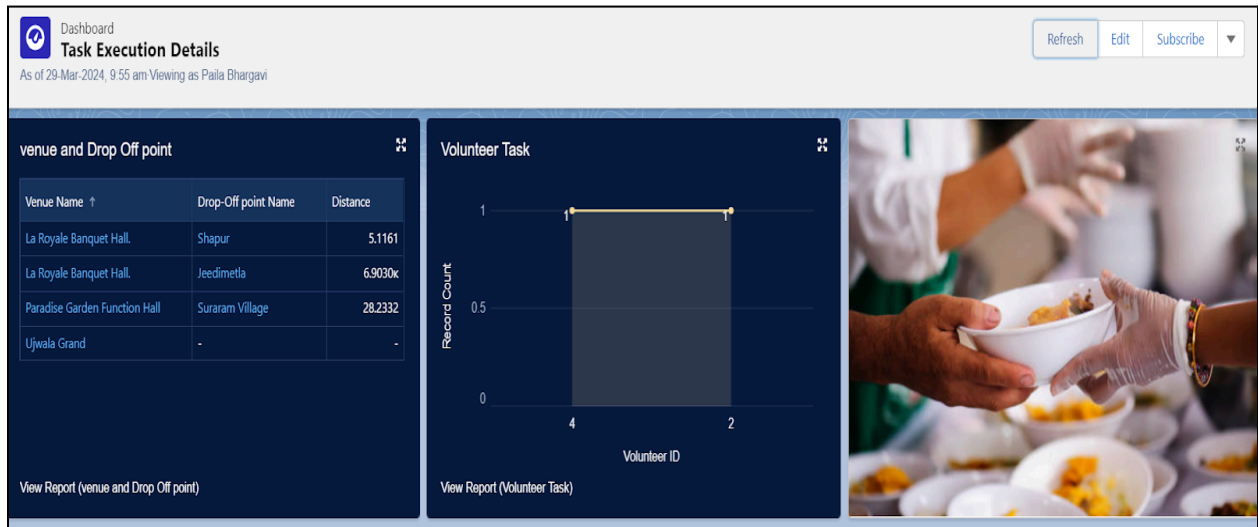 Dashboard
Task Execution Details
As of 29-Mar-2024, 9:55 am·Viewing as Paila Bhargavi
Refresh Edit Subscribe ▼
venue and Drop Off point
Venue Name ↑ Drop-Off point Name Distance
La Royale Banquet Hall. Shapur 5.1161
La Royale Banquet Hall. Jeedimetla 6.9030K
Paradise Garden Function Hall Suraram Village 28.2332
Ujwala Grand - -
View Report (venue and Drop Off point)
Volunteer Task
Record Count
1
0.5
0
1 1
4 2
Volunteer ID
View Report (Volunteer Task)